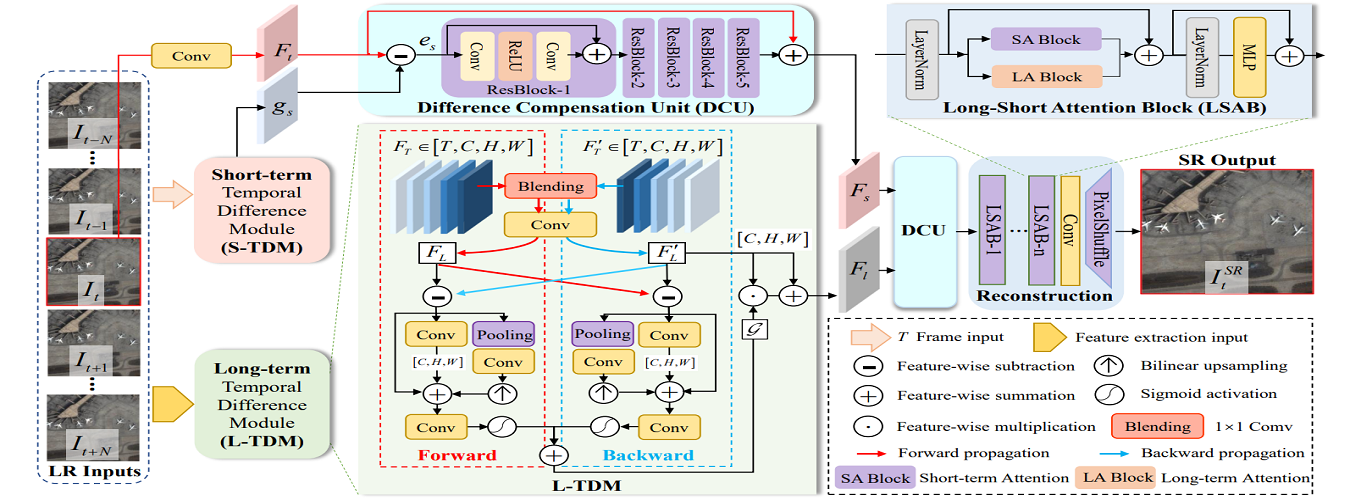 I_{t-N}
I_{t-1}
I_t
I_{t+1}
I_{t+N}
LR Inputs
Conv
F_t
g_s
Short-term
Temporal
Difference
Module
(S-TDM)
Long-term
Temporal
Difference
Module
(L-TDM)
e_s
Conv
ReLU
Conv
ResBlock-1
ResBlock-2
ResBlock-3
ResBlock-4
ResBlock-5
Difference Compensation Unit (DCU)
F_T ∈ [T, C, H, W]
F'_T ∈ [T, C, H, W]
Blending
Conv
F_L
F'_L
[C, H, W]
Conv
Pooling
Pooling
Conv
[C, H, W]
Conv
Conv
[C, H, W]
Conv
Conv
𝒢
Forward
Backward
L-TDM
LayerNorm
SA Block
LA Block
LayerNorm
MLP
Long-Short Attention Block (LSAB)
F_s
F_l
DCU
LSAB-1
...
LSAB-n
Conv
PixelShuffle
Reconstruction
SR Output
I_t^{SR}
T Frame input
Feature extraction input
Feature-wise subtraction
Bilinear upsampling
Feature-wise summation
Sigmoid activation
Feature-wise multiplication
Blending
1×1 Comv
Forward propagation
Backward propagation
SA Block
Short-term Attention
LA Block
Long-term Attention